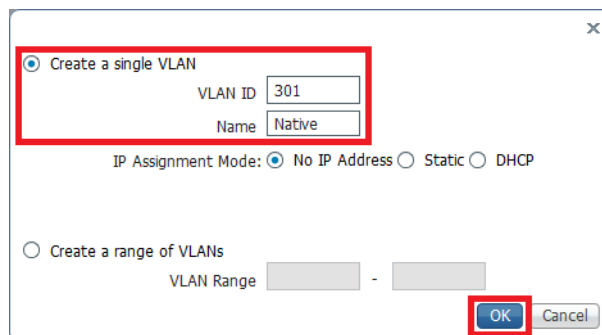 x
Create a single VLAN
VLAN ID 301
Name Native
IP Assignment Mode: No IP Address Static DHCP
Create a range of VLANs
VLAN Range -
OK Cancel